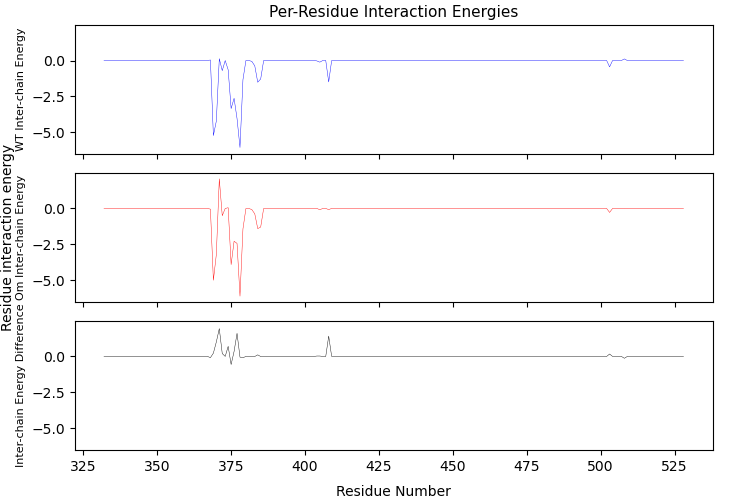 Per-Residue Interaction Energies
WT Inter-chain Energy
0.0
−2.5
−5.0
Residue interaction energy
Om Inter-chain Energy
0.0
−2.5
−5.0
Inter-chain Energy Difference
0.0
−2.5
−5.0
325 350 375 400 425 450 475 500 525
Residue Number